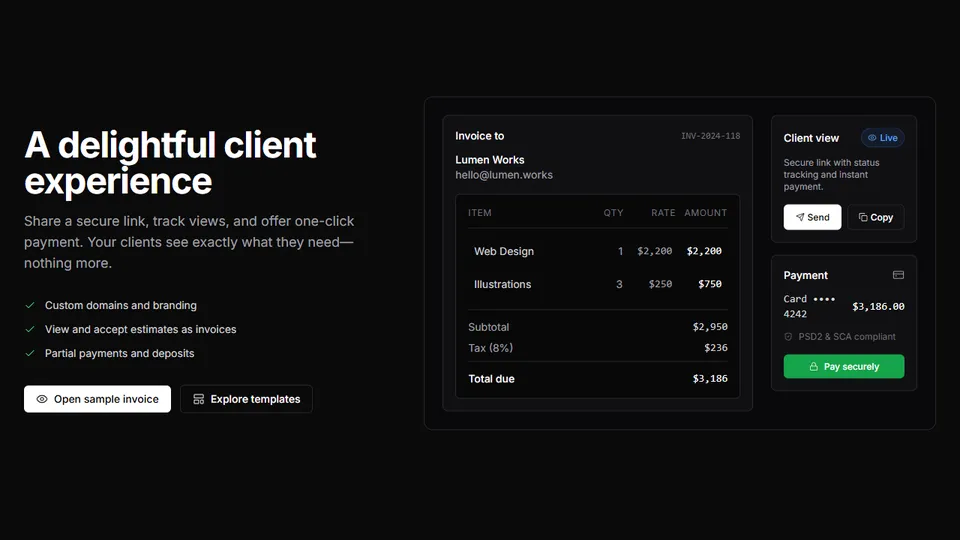 A delightful client
experience
Share a secure link, track views, and offer one-click
payment. Your clients see exactly what they need—
nothing more.
Custom domains and branding
View and accept estimates as invoices
Partial payments and deposits
Open sample invoice
Explore templates
Invoice to
INV-2024-118
Lumen Works
hello@lumen.works
ITEM QTY RATE AMOUNT
Web Design 1 $2,200 $2,200
Illustrations 3 $250 $750
Subtotal $2,950
Tax (8%) $236
Total due $3,186
Client view
Live
Secure link with status
tracking and instant
payment.
Send
Copy
Payment
Card ••••
4242
$3,186.00
PSD2 & SCA compliant
Pay securely